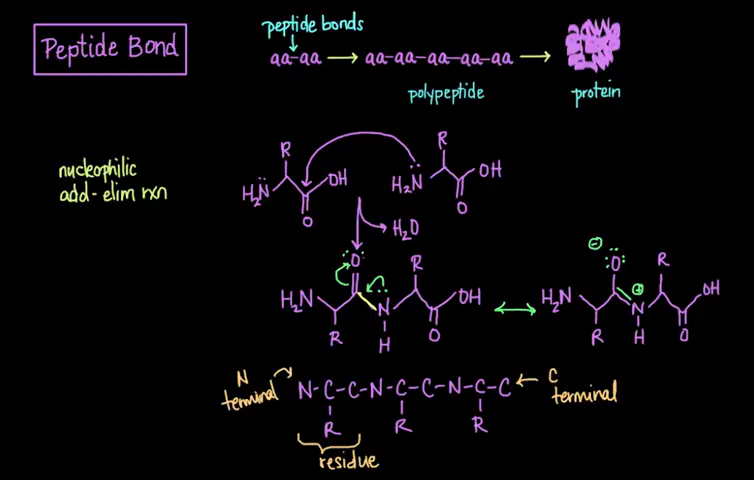 Peptide Bond
peptide bonds
aa-aa → aa-aa-aa-aa-aa →
polypeptide
protein
nucleophilic
add-elim rxn
R
R
H₂N̈ OH
H₂N̈ OH
O
O
H₂O
O
R
H₂N
N
OH
O
R
H
⊖
O
R
H₂N
⊕
N
OH
O
R
H
N
terminal
N-C-C-N-C-C-N-C-C
C
terminal
R R R
residue